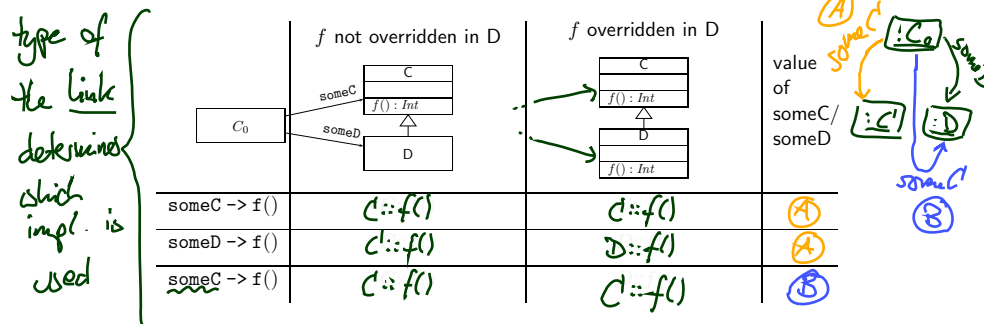 type of
the Link
determines
which
impl. is
used
f not overridden in D
f overridden in D
value
of
someC/
someD
C₀
someC
someD
C
f() : Int
D
C
f() : Int
D
f() : Int
someC -> f()
C::f()
C::f()
A
someD -> f()
C::f()
D::f()
A
someC -> f()
C::f()
C::f()
B
A
someC
:C₀
someD
:C
:D
someC
B